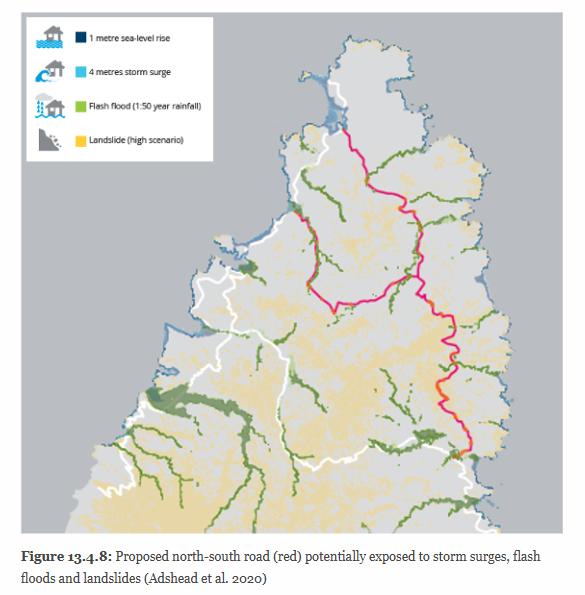 1 metre sea-level rise
4 metres storm surge
Flash flood (1:50 year rainfall)
Landslide (high scenario)
Figure 13.4.8: Proposed north-south road (red) potentially exposed to storm surges, flash
floods and landslides (Adshead et al. 2020)